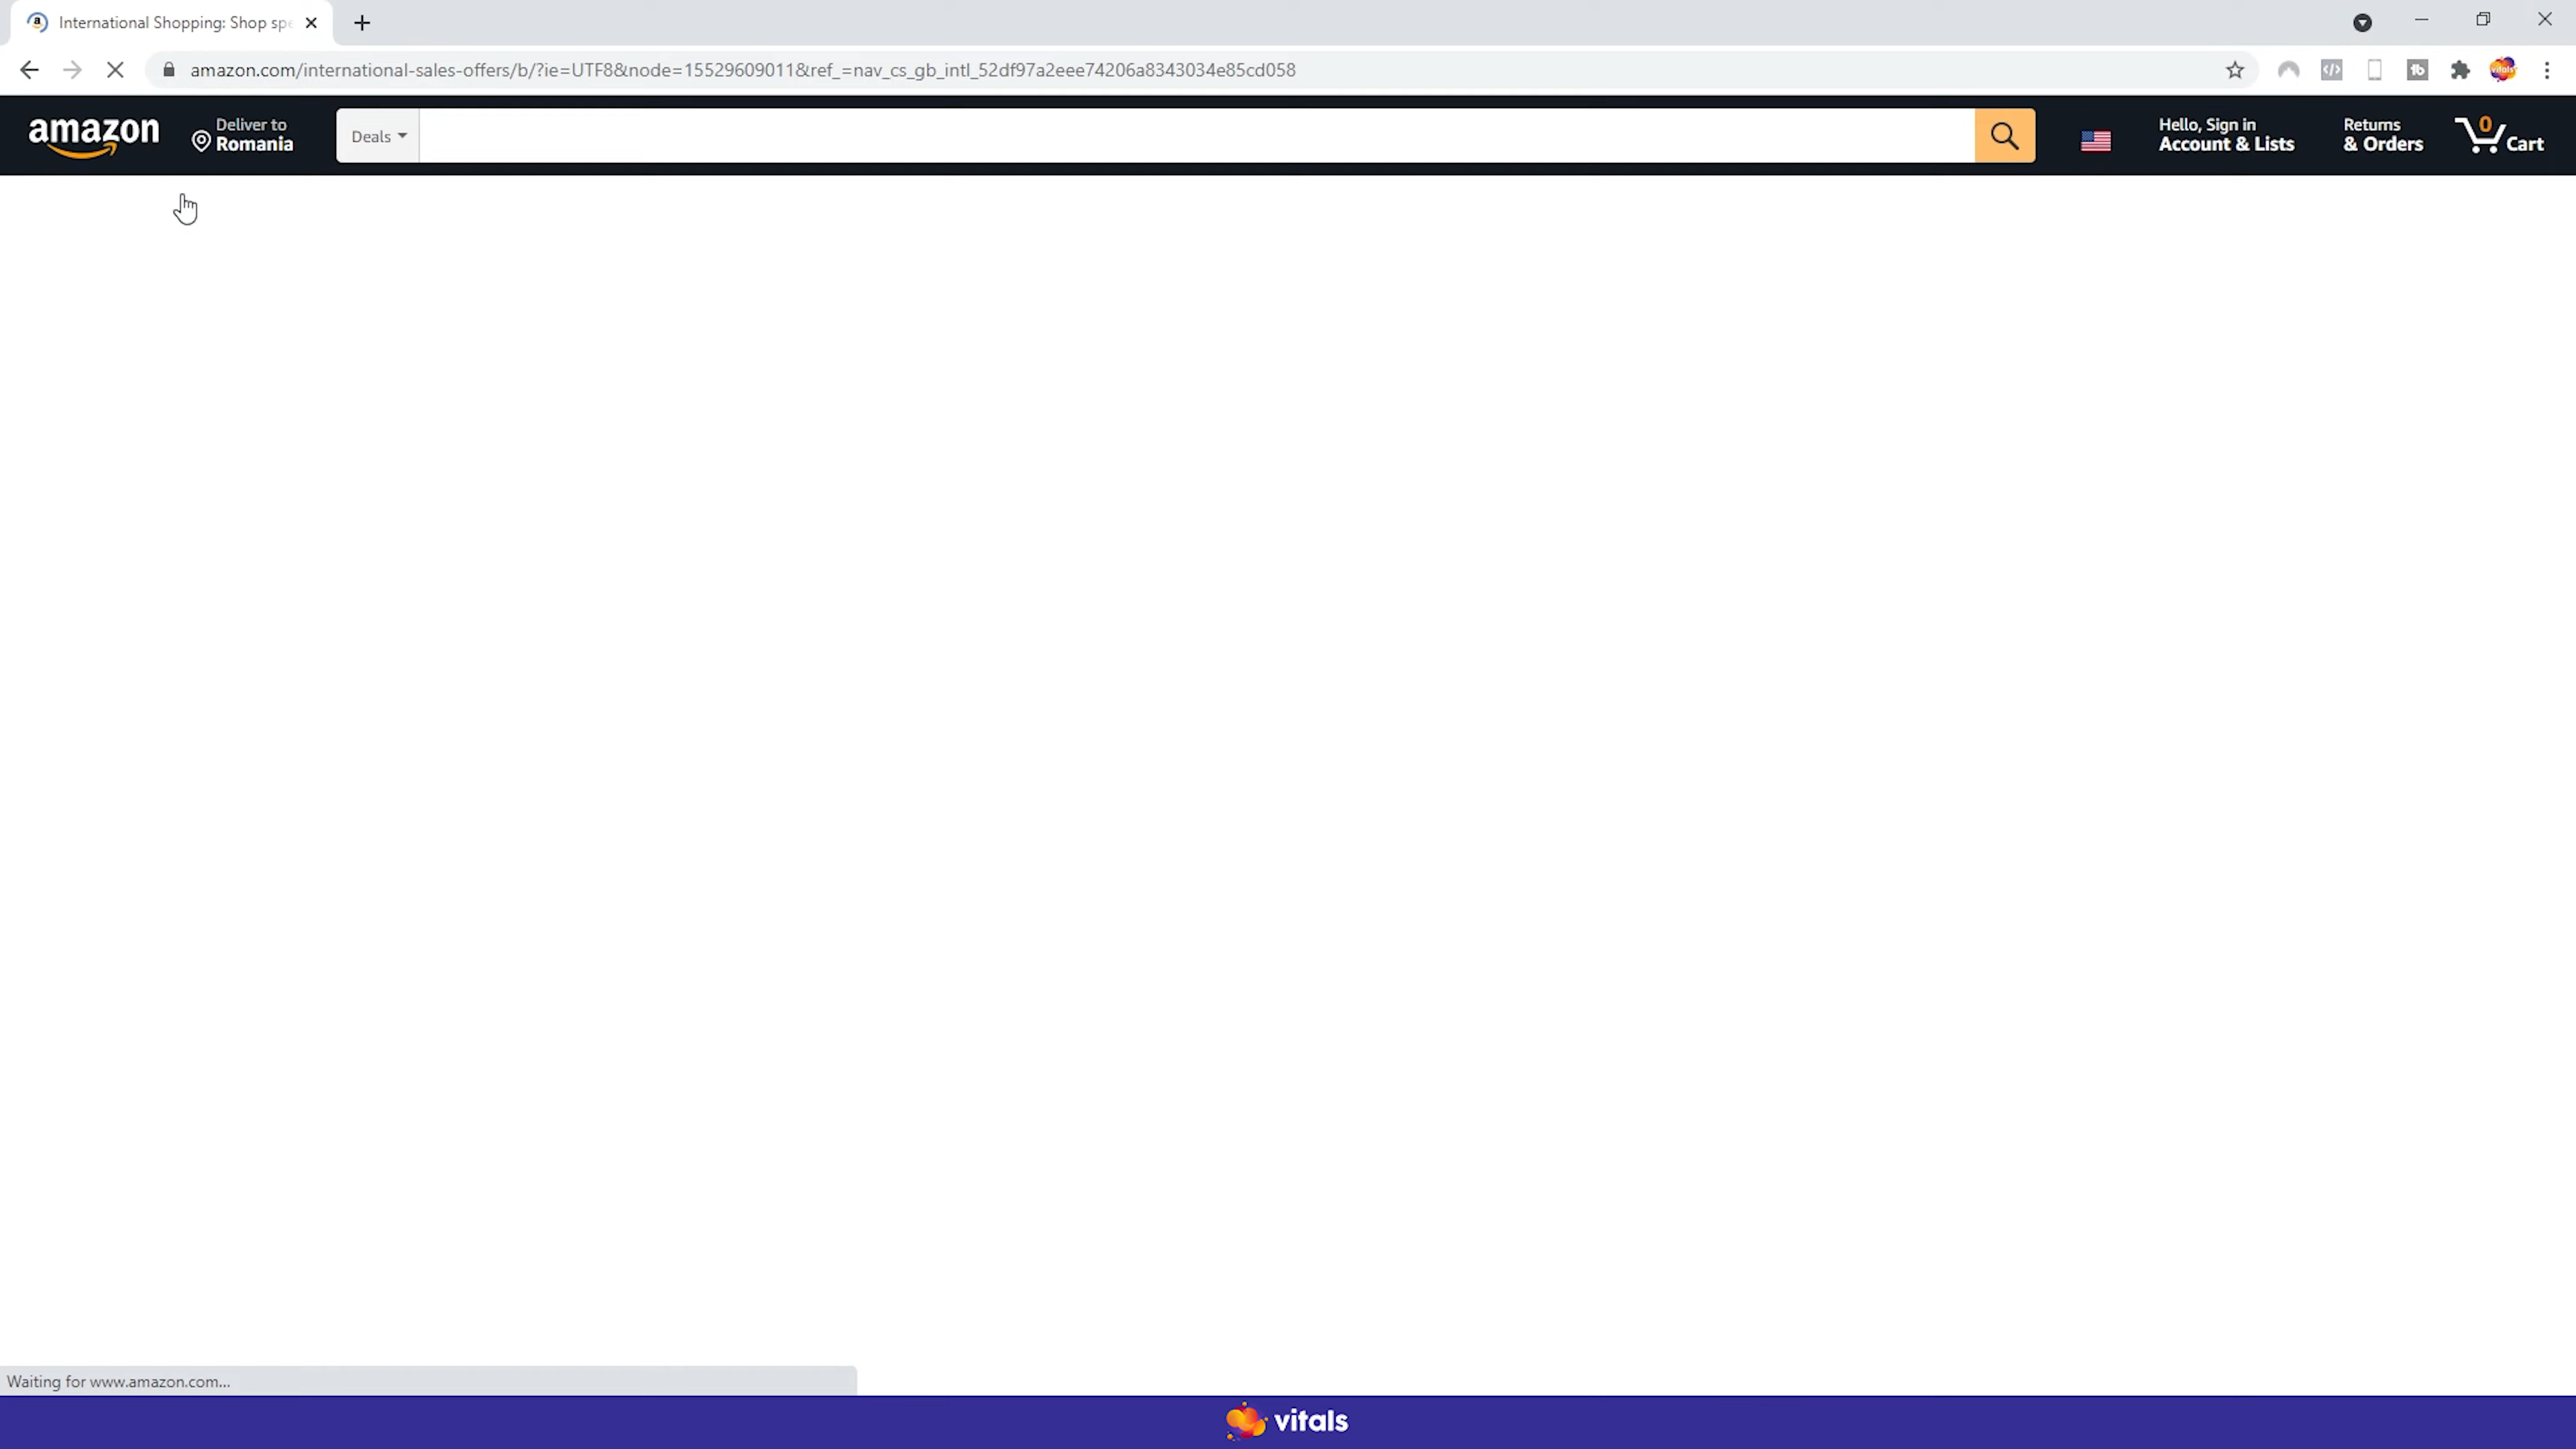 International Shopping: Shop spe
amazon.com/international-sales-offers/b/?ie=UTF8&node=15529609011&ref_=nav_cs_gb_intl_52df97a2eee74206a8343034e85cd058
amazon
Deliver to
Romania
Deals
Hello, Sign in
Account & Lists
Returns
& Orders
0
Cart
Waiting for www.amazon.com...
vitals